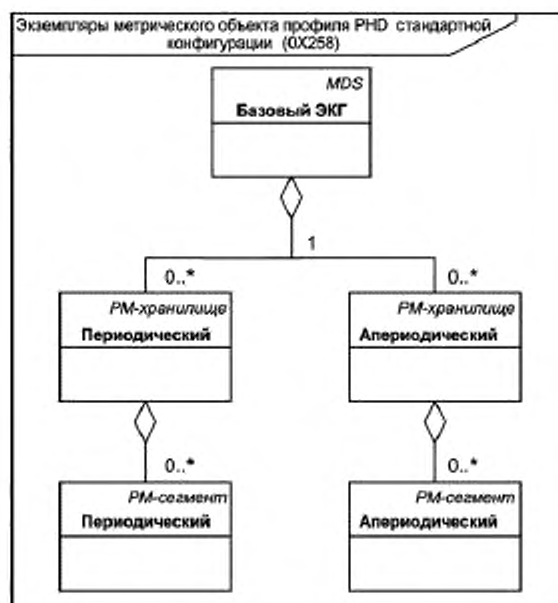 Экземпляры метрического объекта профиля PHD стандартной
конфигурации (0X258)
MDS
Базовый ЭКГ
1
0..*
0..*
PM-хранилище
Периодический
PM-хранилище
Апериодический
0..*
0..*
PM-сегмент
Периодический
PM-сегмент
Апериодический